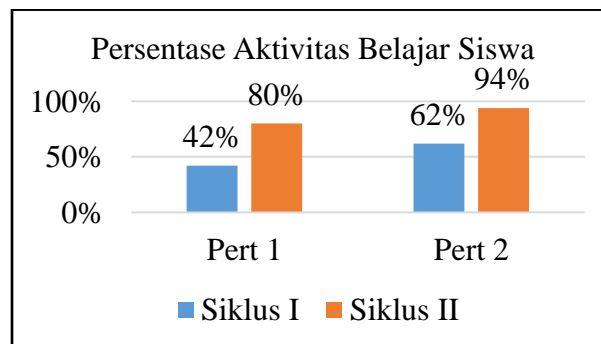 Persentase Aktivitas Belajar Siswa
100%
50%
0%
42%
80%
62%
94%
Pert 1
Pert 2
Siklus I
Siklus II